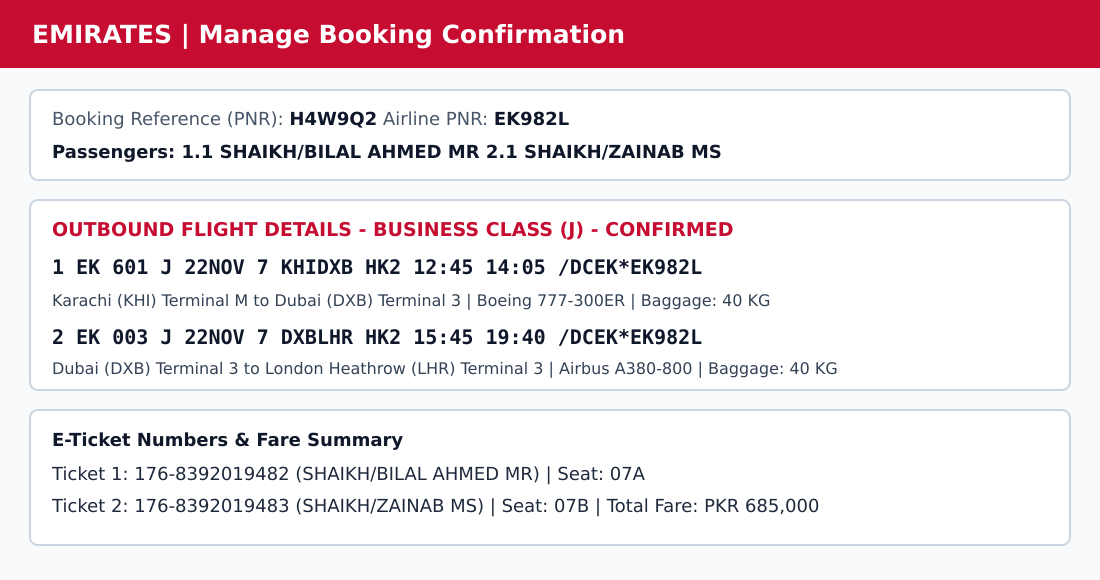 EMIRATES | Manage Booking Confirmation
Booking Reference (PNR): H4W9Q2 Airline PNR: EK982L
Passengers: 1.1 SHAIKH/BILAL AHMED MR 2.1 SHAIKH/ZAINAB MS
OUTBOUND FLIGHT DETAILS - BUSINESS CLASS (J) - CONFIRMED
1 EK 601 J 22NOV 7 KHIDXB HK2 12:45 14:05 /DCEK*EK982L
Karachi (KHI) Terminal M to Dubai (DXB) Terminal 3 | Boeing 777-300ER | Baggage: 40 KG
2 EK 003 J 22NOV 7 DXBLHR HK2 15:45 19:40 /DCEK*EK982L
Dubai (DXB) Terminal 3 to London Heathrow (LHR) Terminal 3 | Airbus A380-800 | Baggage: 40 KG
E-Ticket Numbers & Fare Summary
Ticket 1: 176-8392019482 (SHAIKH/BILAL AHMED MR) | Seat: 07A
Ticket 2: 176-8392019483 (SHAIKH/ZAINAB MS) | Seat: 07B | Total Fare: PKR 685,000